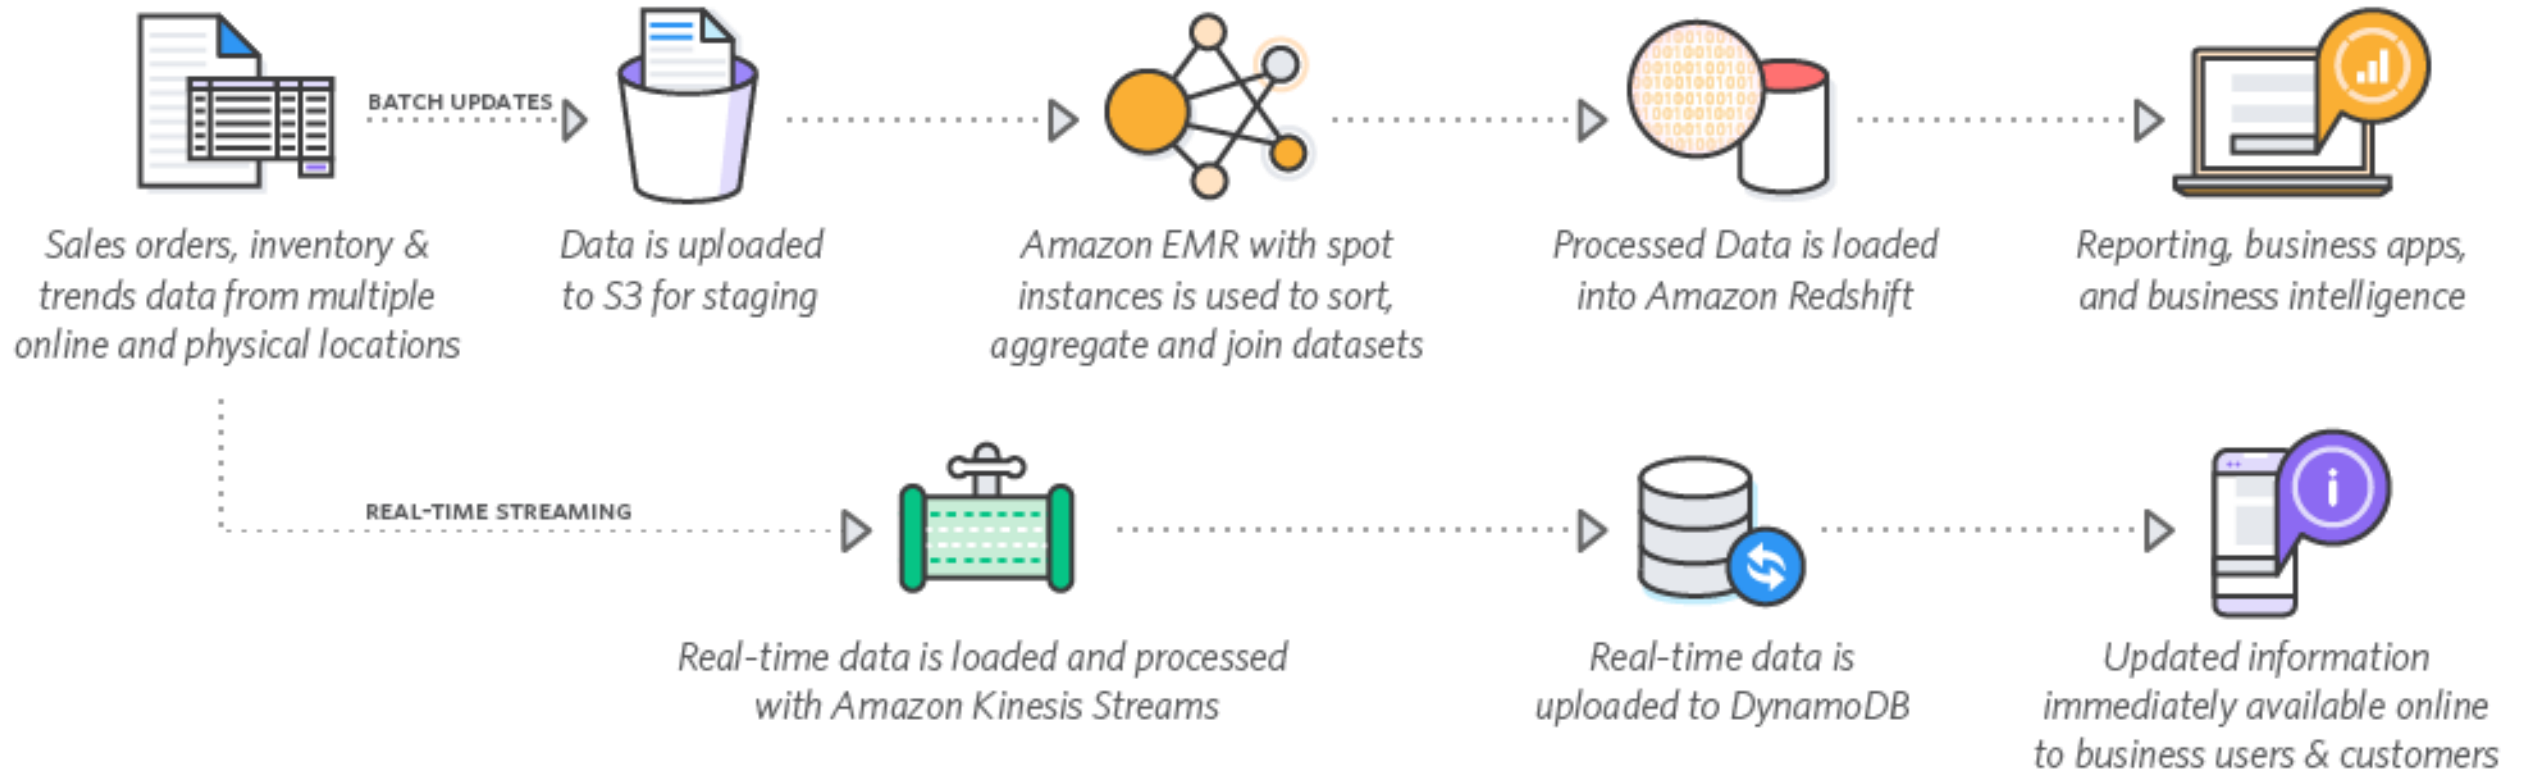 BATCH UPDATES
Sales orders, inventory &
trends data from multiple
online and physical locations
Data is uploaded
to S3 for staging
Amazon EMR with spot
instances is used to sort,
aggregate and join datasets
Processed Data is loaded
into Amazon Redshift
Reporting, business apps,
and business intelligence
REAL-TIME STREAMING
Real-time data is loaded and processed
with Amazon Kinesis Streams
Real-time data is
uploaded to DynamoDB
Updated information
immediately available online
to business users & customers